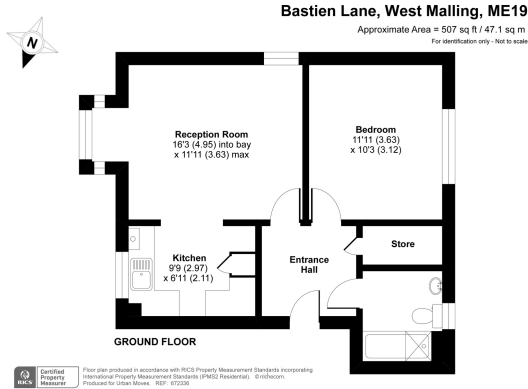 Bastien Lane, West Malling, ME19
Approximate Area = 507 sq ft / 47.1 sq m
For identification only - Not to scale
N
Reception Room
16'3 (4.95) into bay
x 11'11 (3.63) max
Bedroom
11'11 (3.63)
x 10'3 (3.12)
Kitchen
9'9 (2.97)
x 6'11 (2.11)
Entrance
Hall
Store
GROUND FLOOR
RICS
Certified
Property
Measurer
Floor plan produced in accordance with RICS Property Measurement Standards incorporating
International Property Measurement Standards (IPMS2 Residential). © nichecom.
Produced for Urban Moves. REF: 672336